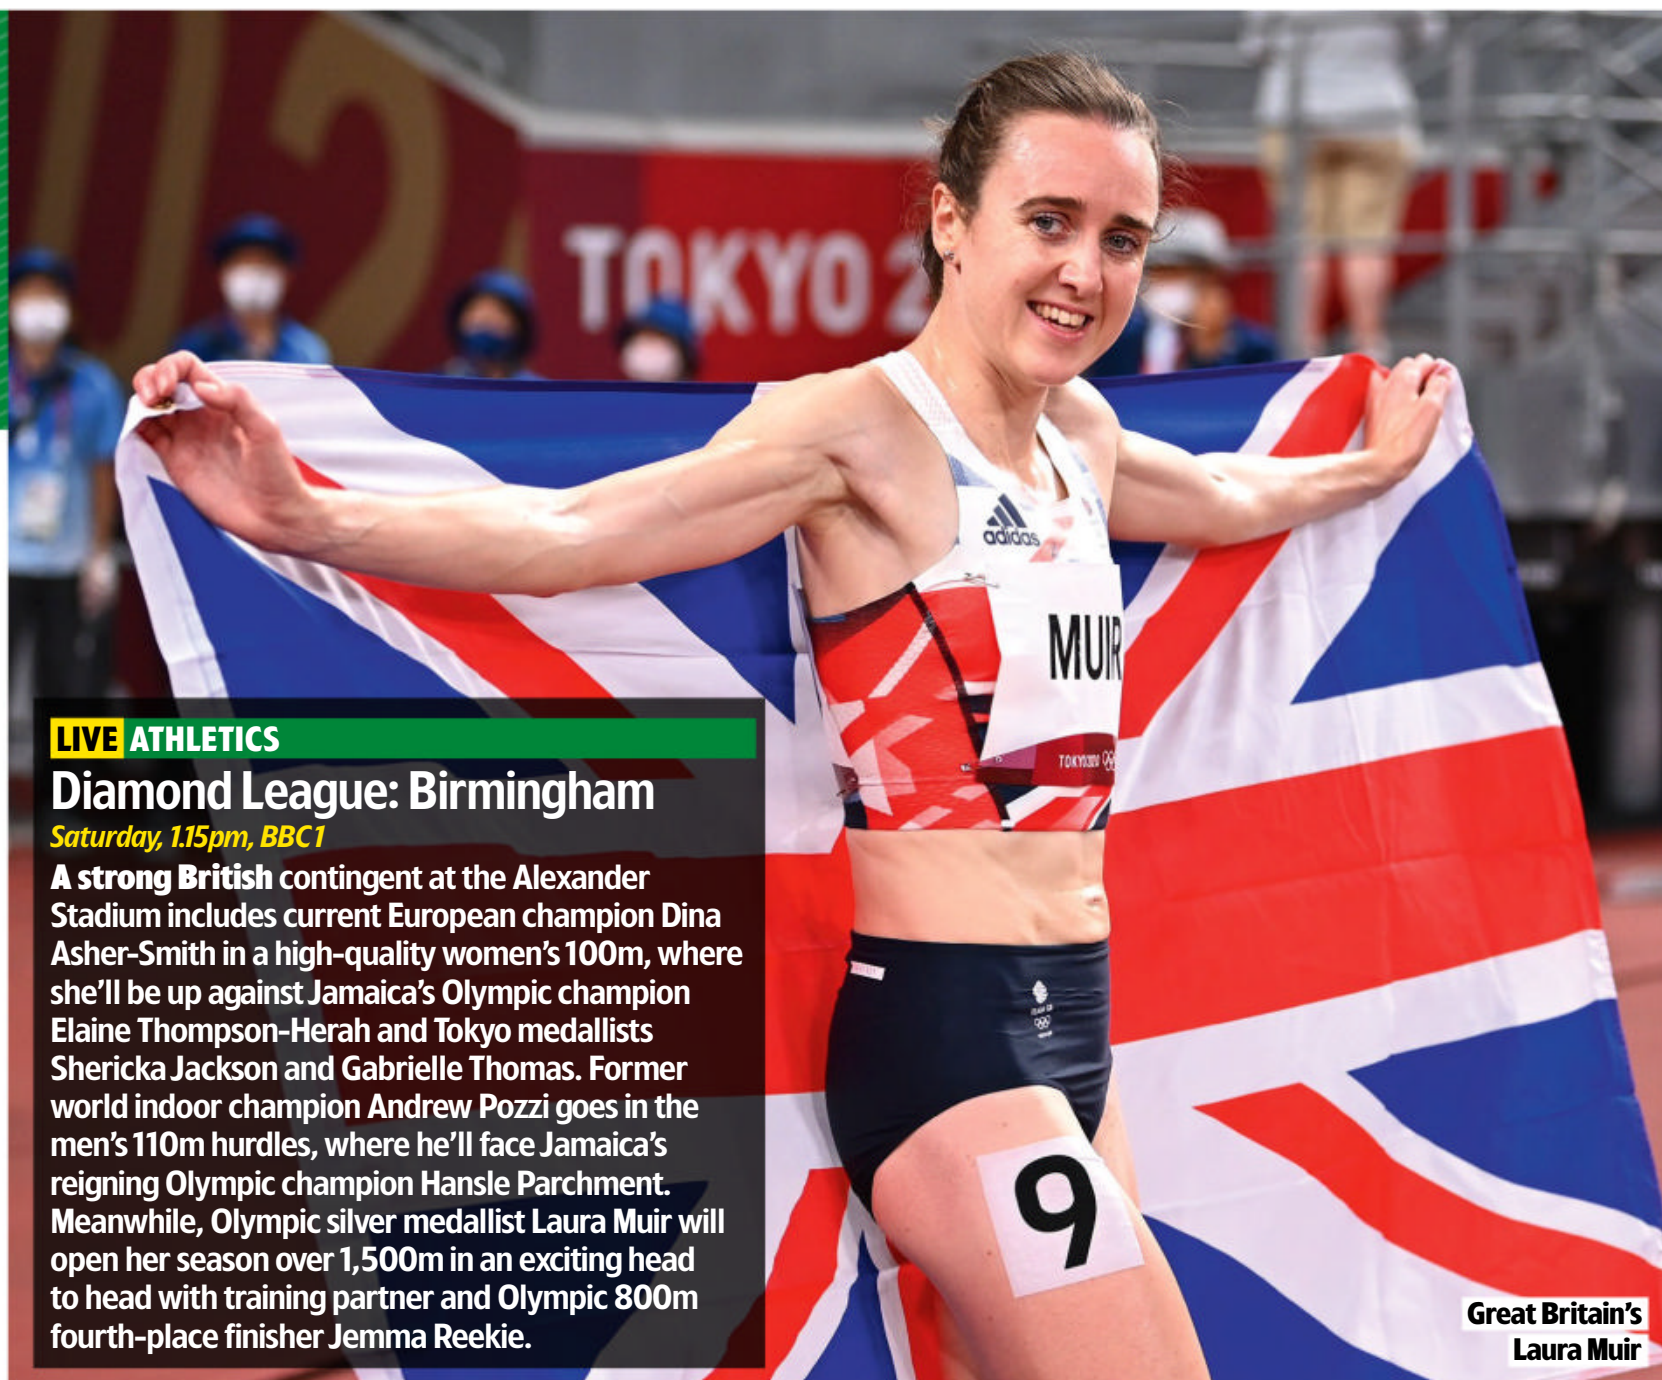 TOKYO 2
adidas
MUIR
TOKYO 2020
9
LIVE ATHLETICS
Diamond League: Birmingham
Saturday, 1.15pm, BBC1
A strong British contingent at the Alexander
Stadium includes current European champion Dina
Asher-Smith in a high-quality women's 100m, where
she'll be up against Jamaica's Olympic champion
Elaine Thompson-Herah and Tokyo medallists
Shericka Jackson and Gabrielle Thomas. Former
world indoor champion Andrew Pozzi goes in the
men's 110m hurdles, where he'll face Jamaica's
reigning Olympic champion Hansle Parchment.
Meanwhile, Olympic silver medallist Laura Muir will
open her season over 1,500m in an exciting head
to head with training partner and Olympic 800m
fourth-place finisher Jemma Reekie.
Great Britain's
Laura Muir